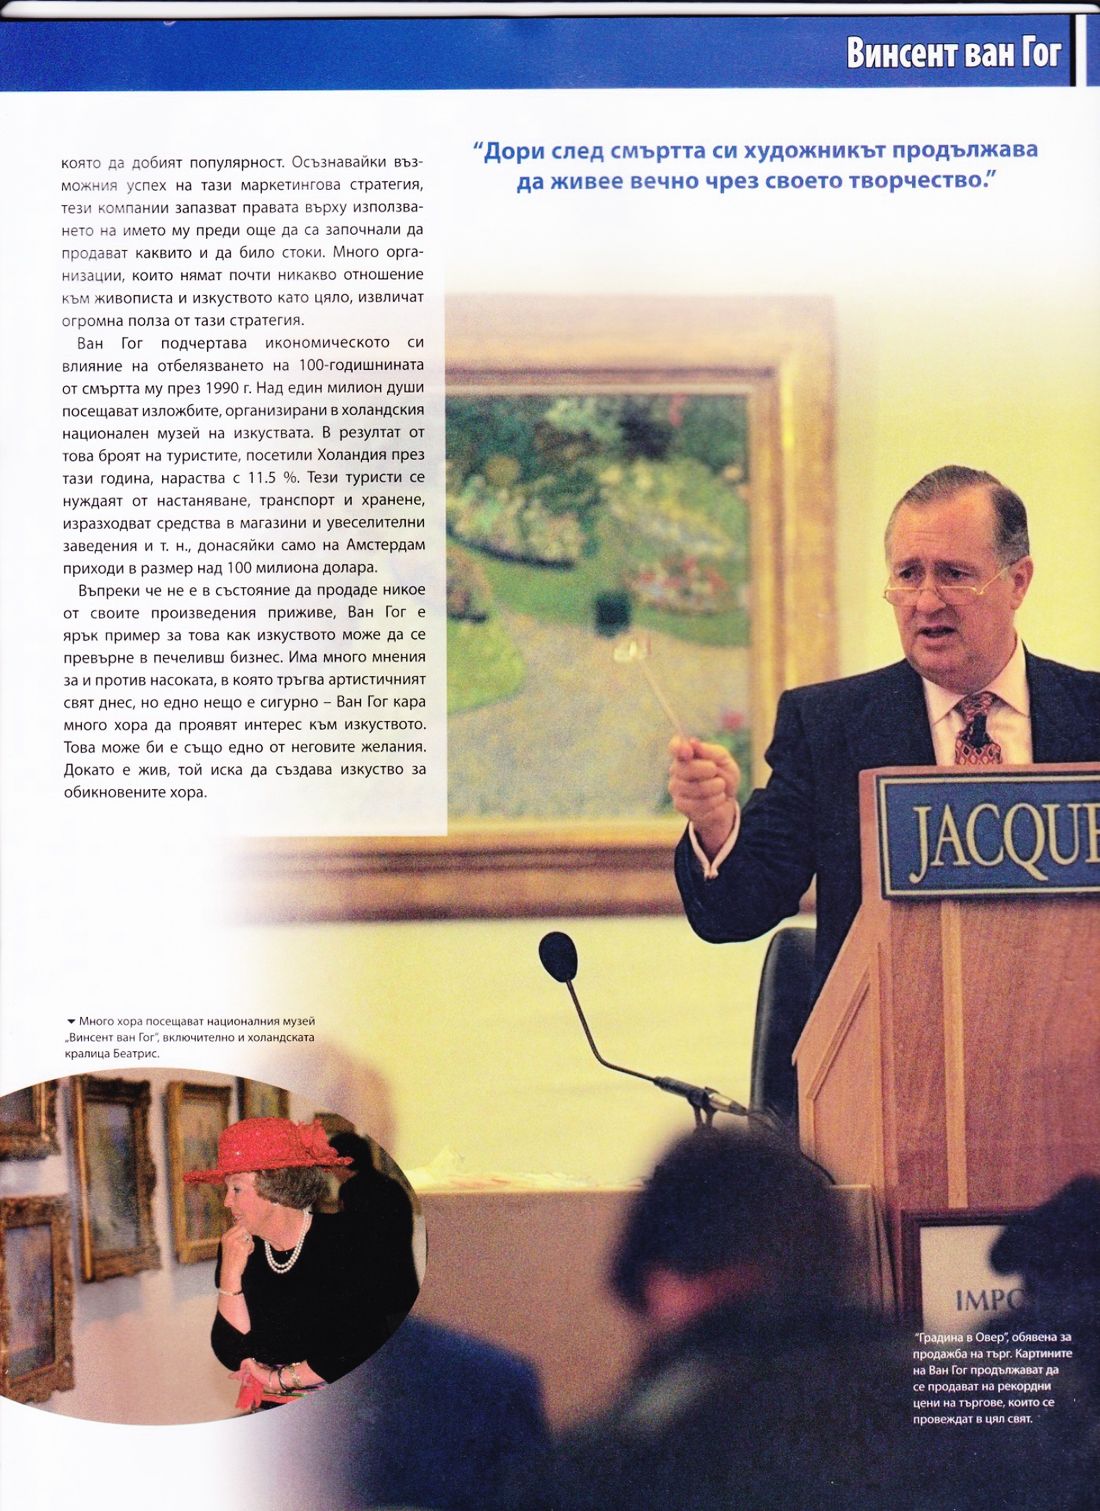 Винсент ван Гог
“Дори след смъртта си художникът продължава
да живее вечно чрез своето творчество.”
която да добият популярност. Осъзнавайки въз-
можния успех на тази маркетингова стратегия,
тези компании запазват правата върху използва-
нето на името му преди още да са започнали да
продават каквито и да било стоки. Много орга-
низации, които нямат почти никакво отношение
към живописта и изкуството като цяло, извличат
огромна полза от тази стратегия.
Ван Гог подчертава икономическото си
влияние на отбелязването на 100-годишнината
от смъртта му през 1990 г. Над един милион души
посещават изложбите, организирани в холандския
национален музей на изкуствата. В резултат от
това броят на туристите, посетили Холандия през
тази година, нараства с 11.5 %. Тези туристи се
нуждаят от настаняване, транспорт и хранене,
изразходват средства в магазини и увеселителни
заведения и т. н., донасяйки само на Амстердам
приходи в размер над 100 милиона долара.
Въпреки че не е в състояние да продаде никое
от своите произведения приживе, Ван Гог е
ярък пример за това как изкуството може да се
превърне в печеливш бизнес. Има много мнения
за и против насоката, в която тръгва артистичният
свят днес, но едно нещо е сигурно – Ван Гог кара
много хора да проявят интерес към изкуството.
Това може би е също едно от неговите желания.
Докато е жив, той иска да създава изкуство за
обикновените хора.
JACQUE
Много хора посещават националния музей
„Винсент ван Гог”, включително и холандската
кралица Беатрис.
IMPO
“Градина в Овер”, обявена за
продажба на търг. Картините
на Ван Гог продължават да
се продават на рекордни
цени на търгове, които се
провеждат в цял свят.